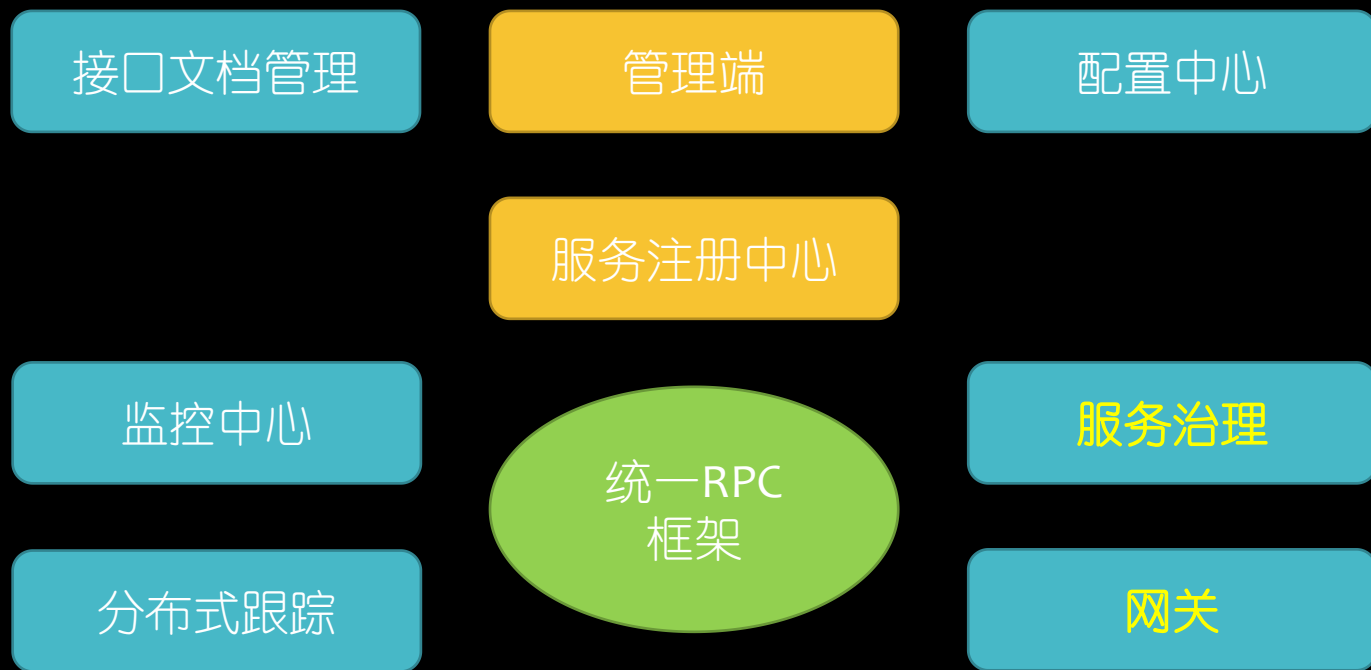 接口文档管理
管理端
配置中心
服务注册中心
监控中心
统一RPC
框架
服务治理
分布式跟踪
网关